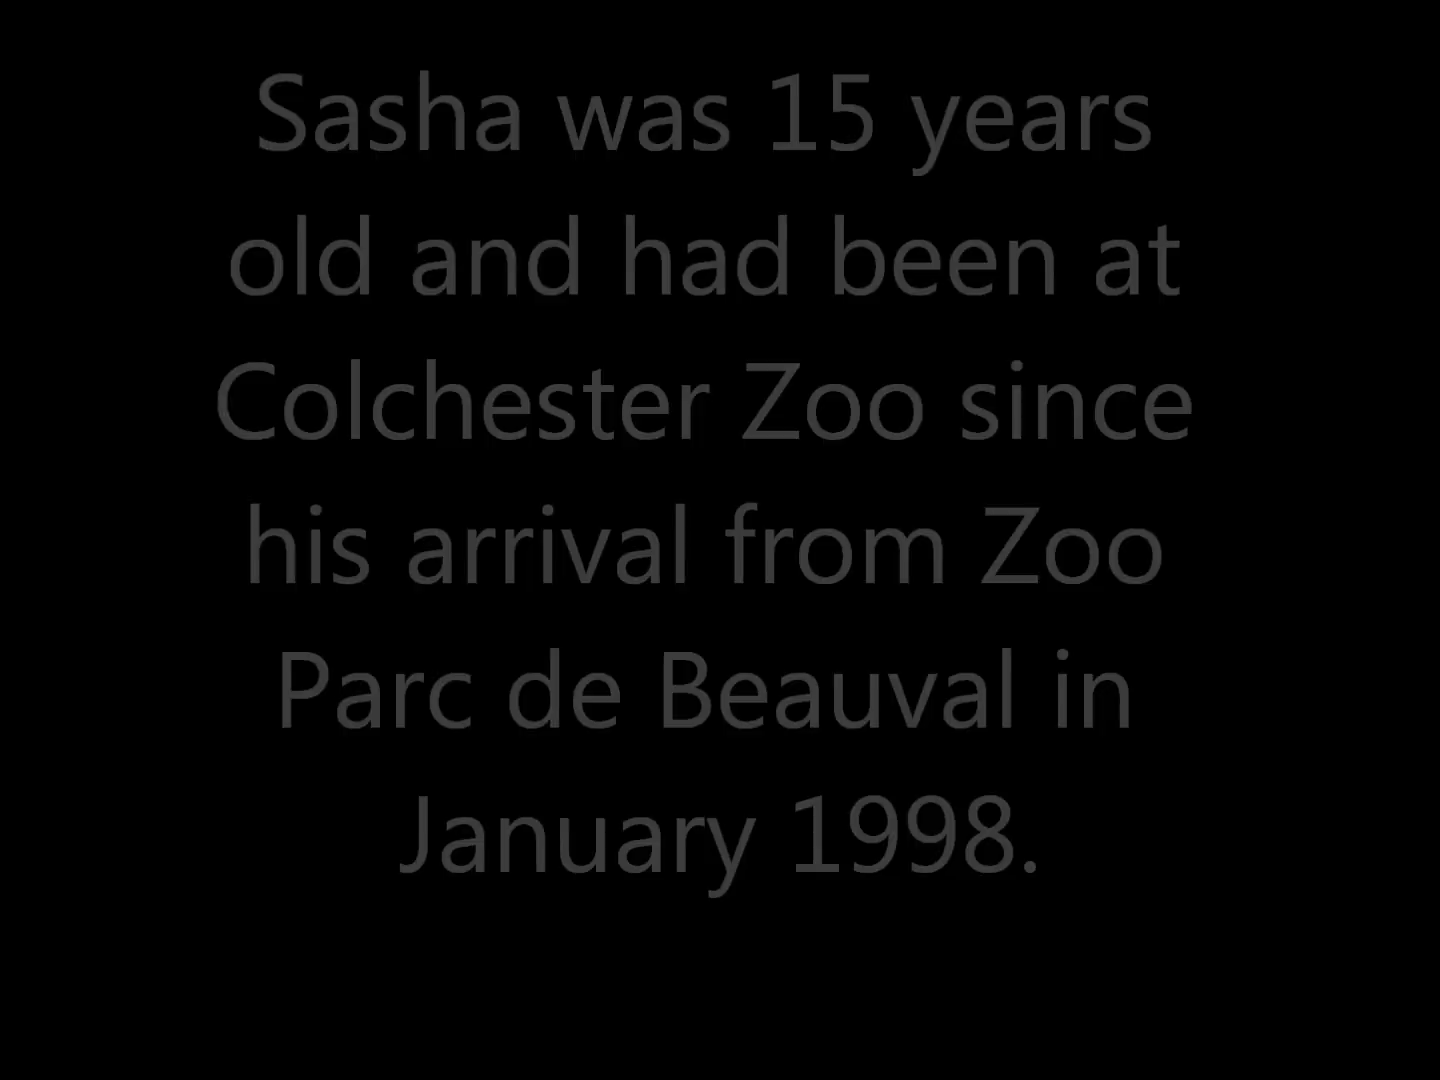 Sasha was 15 years
old and had been at
Colchester Zoo since
his arrival from Zoo
Parc de Beauval in
January 1998.